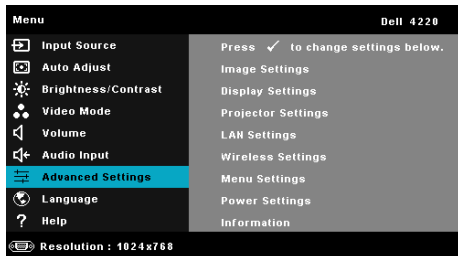 Menu Dell 4220
Input Source
Auto Adjust
Brightness/Contrast
Video Mode
Volume
Audio Input
Advanced Settings
Language
? Help
Press ✓ to change settings below.
Image Settings
Display Settings
Projector Settings
LAN Settings
Wireless Settings
Menu Settings
Power Settings
Information
Resolution : 1024x768